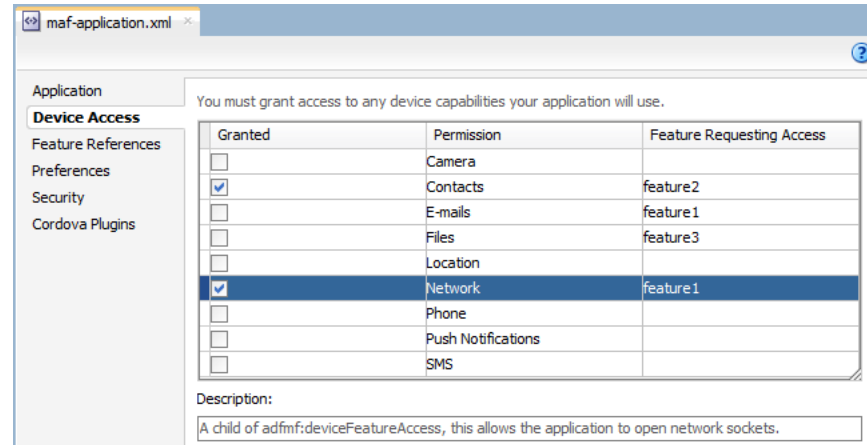 maf-application.xml
Application
Device Access
Feature References
Preferences
Security
Cordova Plugins
You must grant access to any device capabilities your application will use.
Granted Permission Feature Requesting Access
Camera
Contacts feature2
E-mails feature1
Files feature3
Location
Network feature1
Phone
Push Notifications
SMS
Description:
A child of adfmf:deviceFeatureAccess, this allows the application to open network sockets.